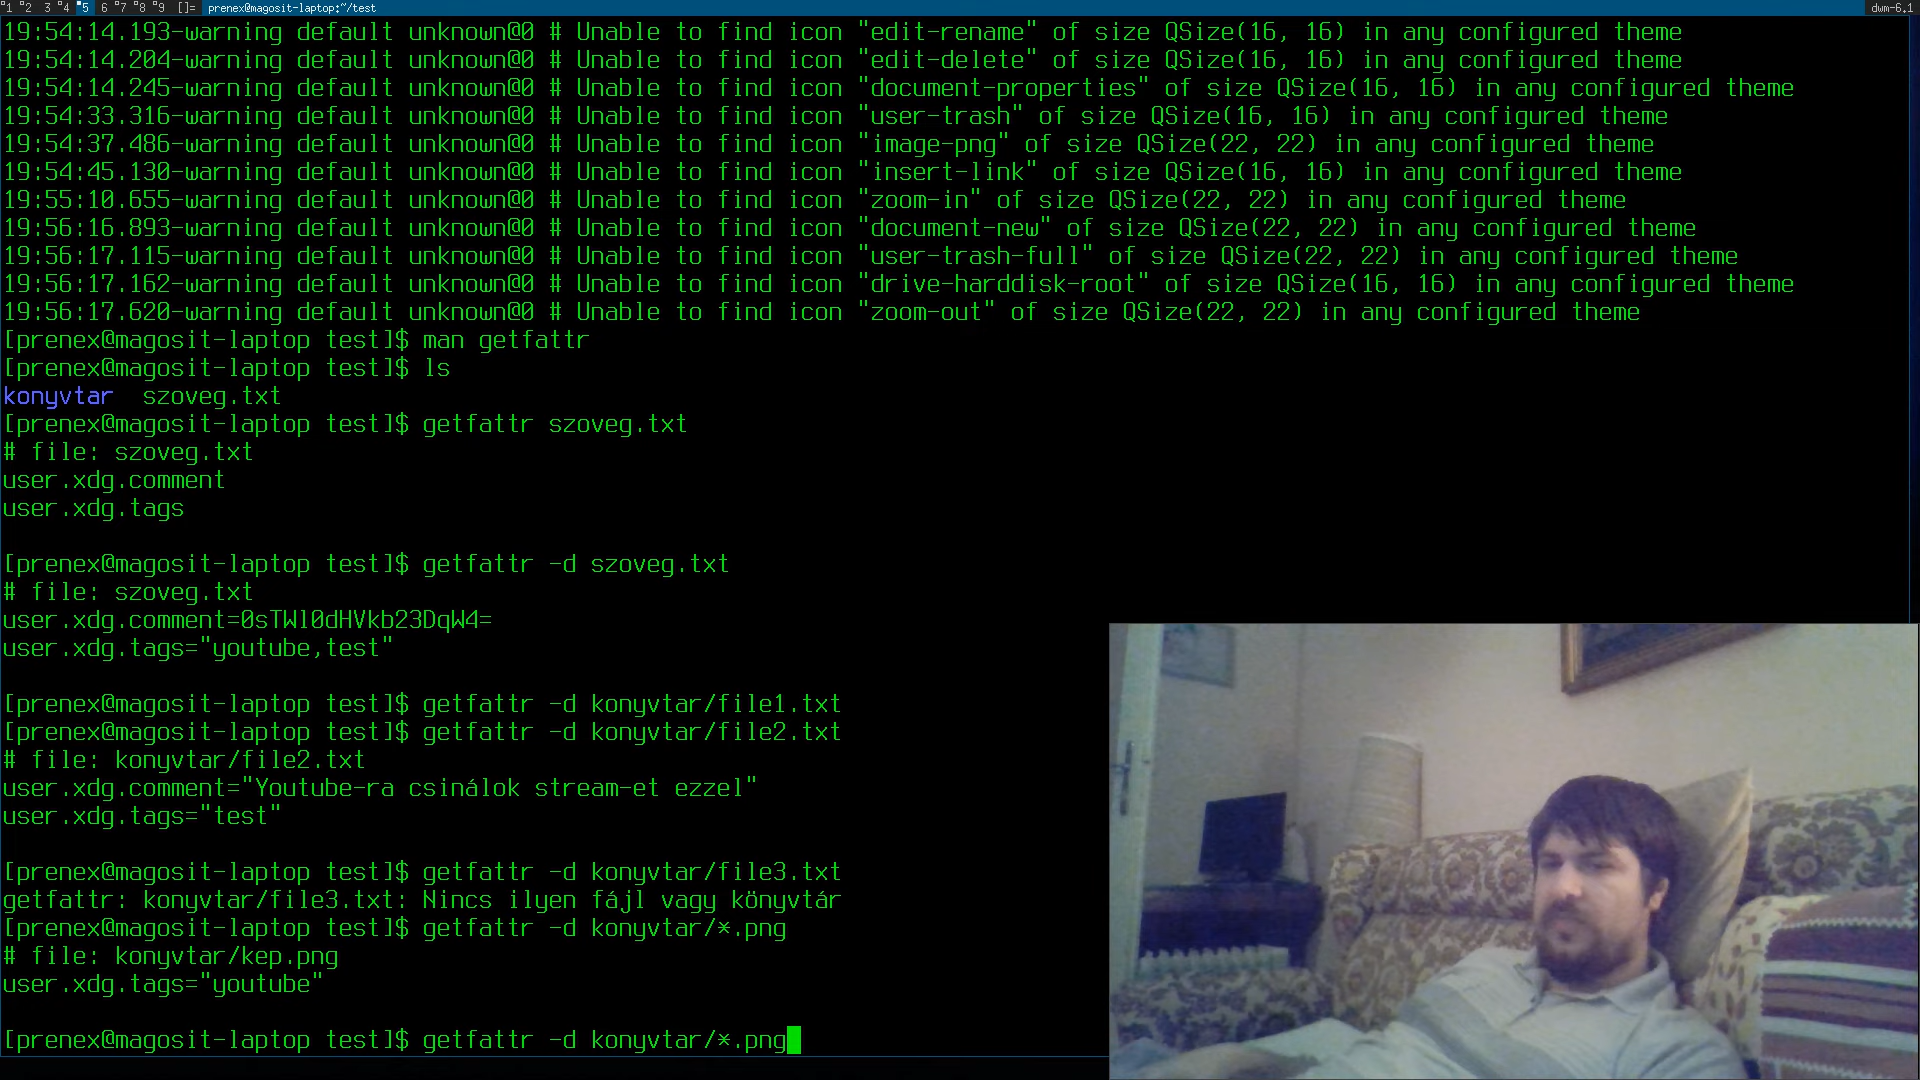 1 2 3 4 5 6 7 8 9 []= prenex@magosit-laptop:~/test dwm-6.1
19:54:14.193-warning default unknown@0 # Unable to find icon "edit-rename" of size QSize(16, 16) in any configured theme
19:54:14.204-warning default unknown@0 # Unable to find icon "edit-delete" of size QSize(16, 16) in any configured theme
19:54:14.245-warning default unknown@0 # Unable to find icon "document-properties" of size QSize(16, 16) in any configured theme
19:54:33.316-warning default unknown@0 # Unable to find icon "user-trash" of size QSize(16, 16) in any configured theme
19:54:37.486-warning default unknown@0 # Unable to find icon "image-png" of size QSize(22, 22) in any configured theme
19:54:45.130-warning default unknown@0 # Unable to find icon "insert-link" of size QSize(16, 16) in any configured theme
19:55:10.655-warning default unknown@0 # Unable to find icon "zoom-in" of size QSize(22, 22) in any configured theme
19:56:16.893-warning default unknown@0 # Unable to find icon "document-new" of size QSize(22, 22) in any configured theme
19:56:17.115-warning default unknown@0 # Unable to find icon "user-trash-full" of size QSize(22, 22) in any configured theme
19:56:17.162-warning default unknown@0 # Unable to find icon "drive-harddisk-root" of size QSize(16, 16) in any configured theme
19:56:17.620-warning default unknown@0 # Unable to find icon "zoom-out" of size QSize(22, 22) in any configured theme
[prenex@magosit-laptop test]$ man getfattr
[prenex@magosit-laptop test]$ ls
konyvtar  szoveg.txt
[prenex@magosit-laptop test]$ getfattr szoveg.txt
# file: szoveg.txt
user.xdg.comment
user.xdg.tags
[prenex@magosit-laptop test]$ getfattr -d szoveg.txt
# file: szoveg.txt
user.xdg.comment=0sTWl0dHVkb23DqW4=
user.xdg.tags="youtube,test"
[prenex@magosit-laptop test]$ getfattr -d konyvtar/file1.txt
[prenex@magosit-laptop test]$ getfattr -d konyvtar/file2.txt
# file: konyvtar/file2.txt
user.xdg.comment="Youtube-ra csinálok stream-et ezzel"
user.xdg.tags="test"
[prenex@magosit-laptop test]$ getfattr -d konyvtar/file3.txt
getfattr: konyvtar/file3.txt: Nincs ilyen fájl vagy könyvtár
[prenex@magosit-laptop test]$ getfattr -d konyvtar/*.png
# file: konyvtar/kep.png
user.xdg.tags="youtube"
[prenex@magosit-laptop test]$ getfattr -d konyvtar/*.png